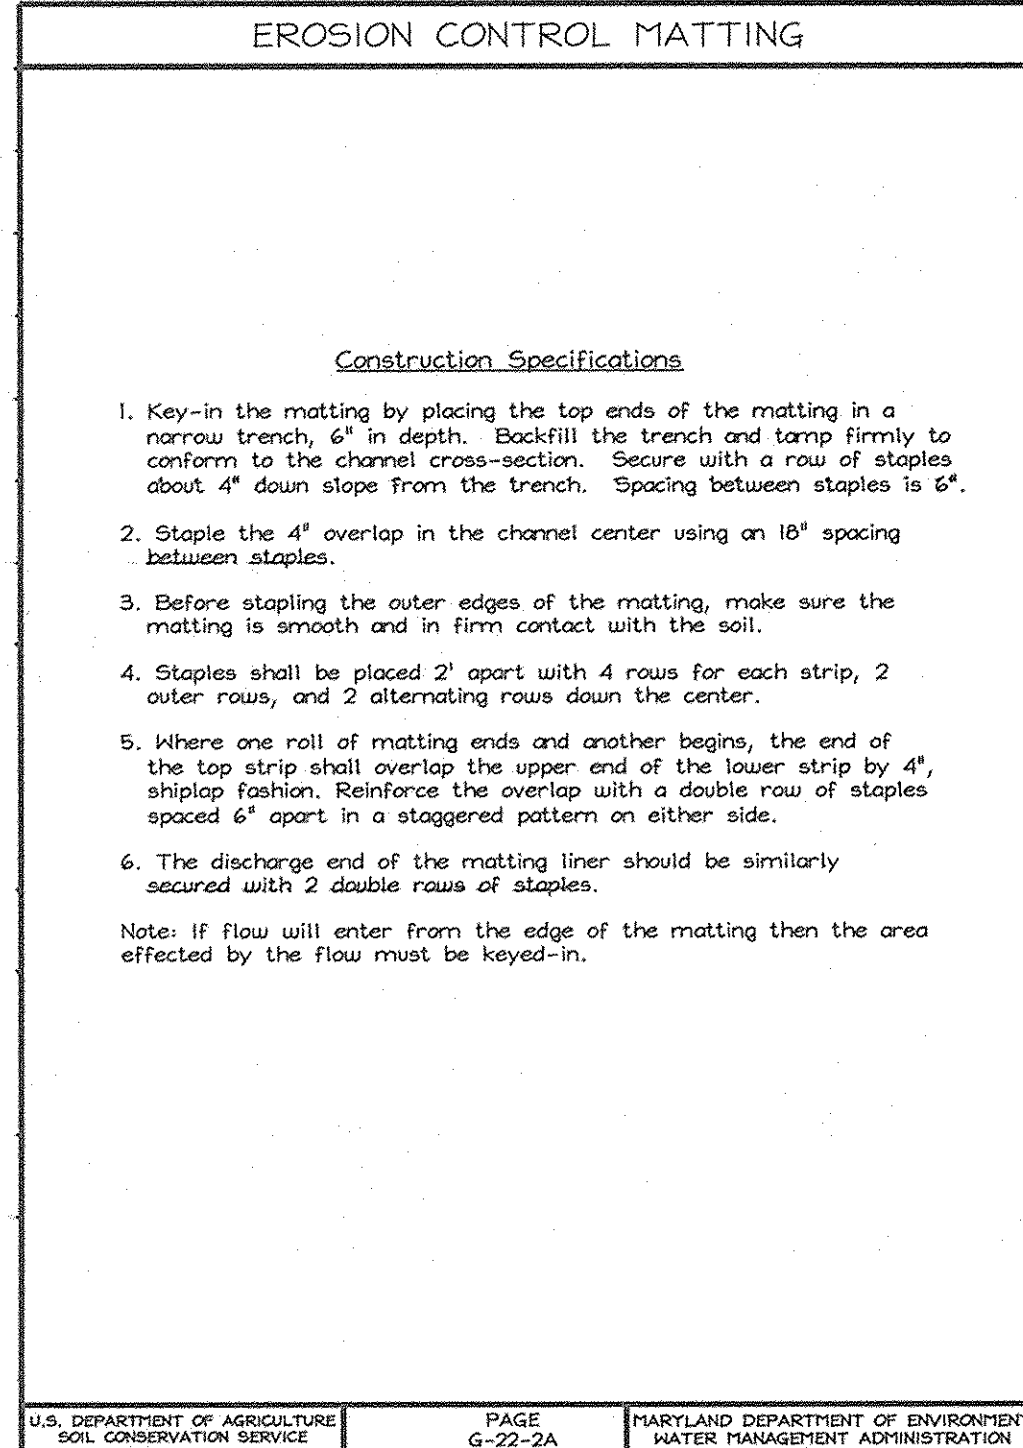 EROSION CONTROL MATTING
Construction Specifications
1. Key-in the matting by placing the top ends of the matting in a
narrow trench, 6" in depth. Backfill the trench and tamp firmly to
conform to the channel cross-section. Secure with a row of staples
about 4" down slope from the trench. Spacing between staples is 6".
2. Staple the 4" overlap in the channel center using an 18" spacing
between staples.
3. Before stapling the outer edges of the matting, make sure the
matting is smooth and in firm contact with the soil.
4. Staples shall be placed 2' apart with 4 rows for each strip, 2
outer rows, and 2 alternating rows down the center.
5. Where one roll of matting ends and another begins, the end of
the top strip shall overlap the upper end of the lower strip by 4",
shiplap fashion. Reinforce the overlap with a double row of staples
spaced 6" apart in a staggered pattern on either side.
6. The discharge end of the matting liner should be similarly
secured with 2 double rows of staples.
Note: If flow will enter from the edge of the matting then the area
effected by the flow must be keyed-in.
U.S. DEPARTMENT OF AGRICULTURE
SOIL CONSERVATION SERVICE
PAGE
G-22-2A
MARYLAND DEPARTMENT OF ENVIRONMENT
WATER MANAGEMENT ADMINISTRATION